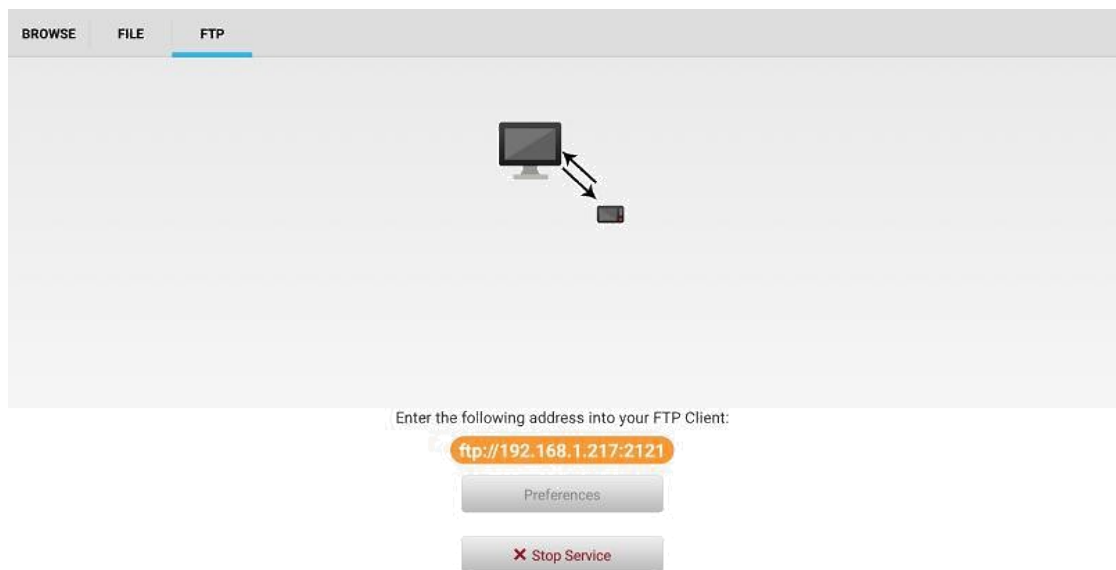 BROWSE FILE FTP
Enter the following address into your FTP Client:
ftp://192.168.1.217:2121
Preferences
✕ Stop Service